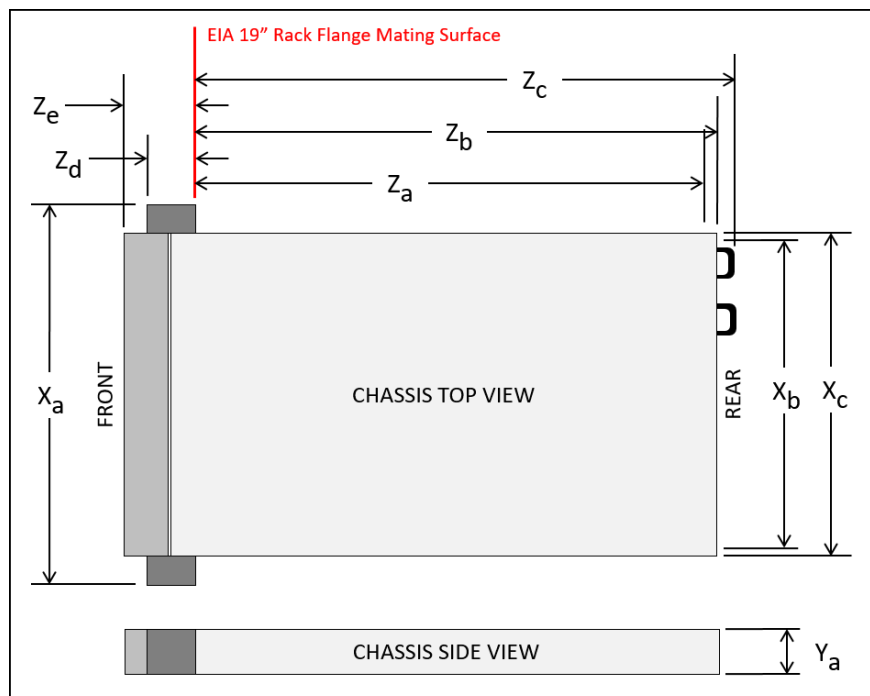 EIA 19” Rack Flange Mating Surface
Zc
Ze
Zb
Zd
Za
Xa
FRONT
CHASSIS TOP VIEW
REAR
Xb
Xc
CHASSIS SIDE VIEW
Ya